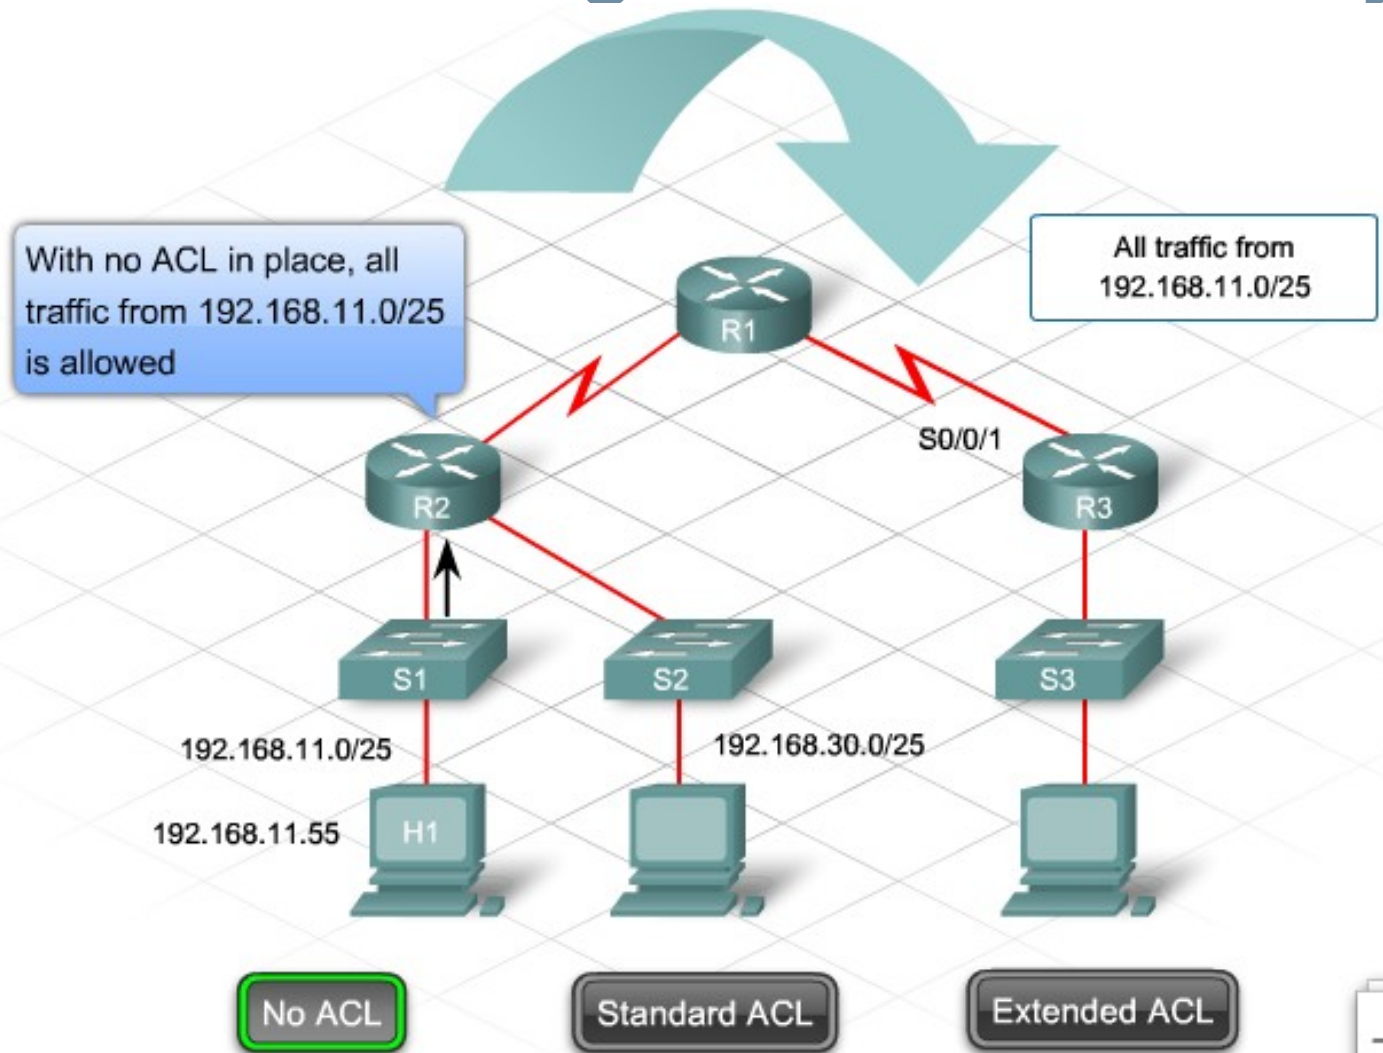 With no ACL in place, all
traffic from 192.168.11.0/25
is allowed
All traffic from
192.168.11.0/25
R1
S0/0/1
R2
R3
S1
S2
S3
192.168.11.0/25
192.168.30.0/25
192.168.11.55
H1
No ACL
Standard ACL
Extended ACL